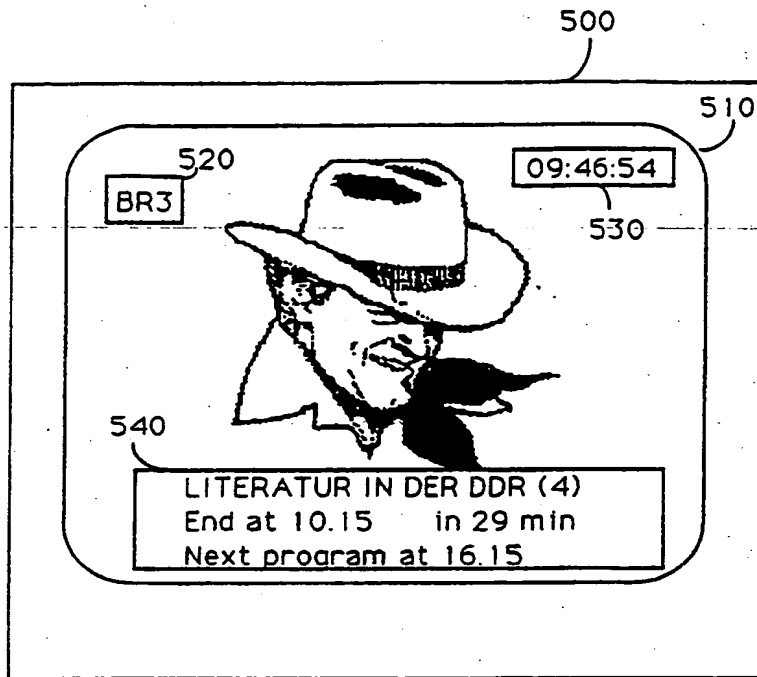 500
510
520
09:46:54
BR3
530
540
LITERATUR IN DER DDR (4)
End at 10.15 in 29 min
Next program at 16.15